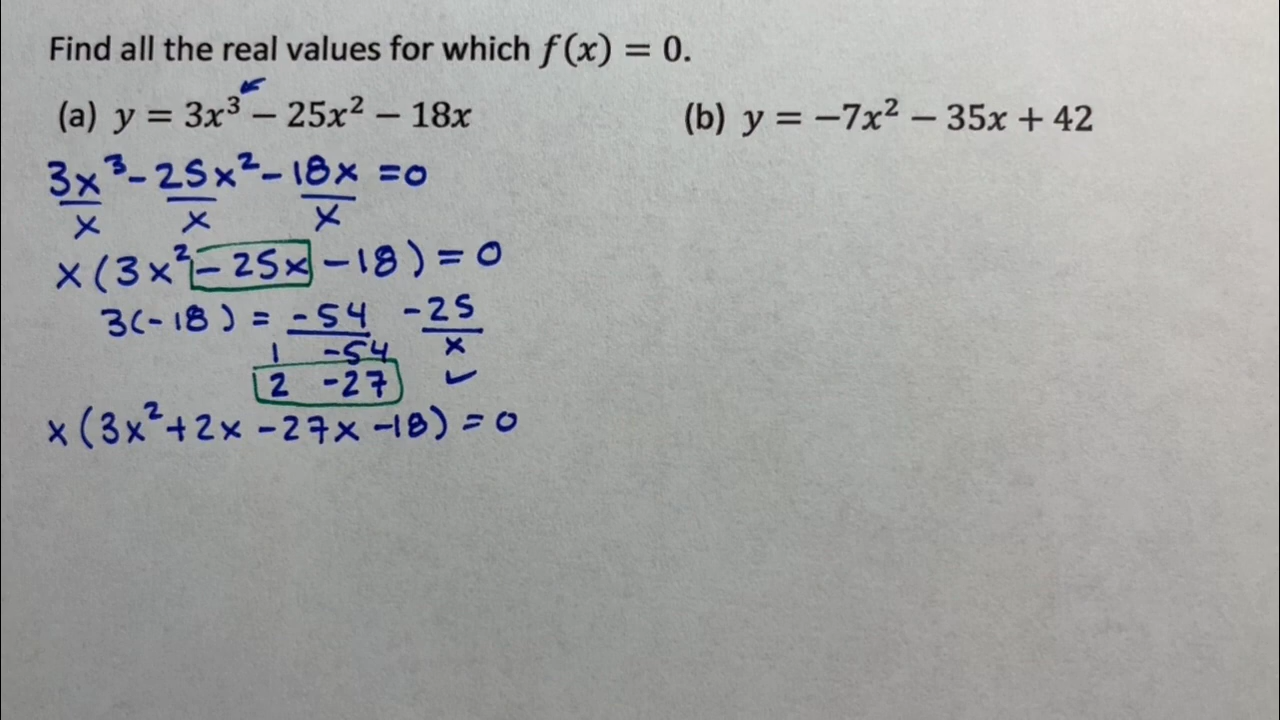 Find all the real values for which f(x) = 0.
(a) y = 3x³ − 25x² − 18x
(b) y = −7x² − 35x + 42
3x³ - 25x² - 18x = 0
x x x
x(3x² - 25x - 18) = 0
3(-18) = -54 -25
1 -54 x
2 -27 ✓
x(3x² + 2x - 27x - 18) = 0